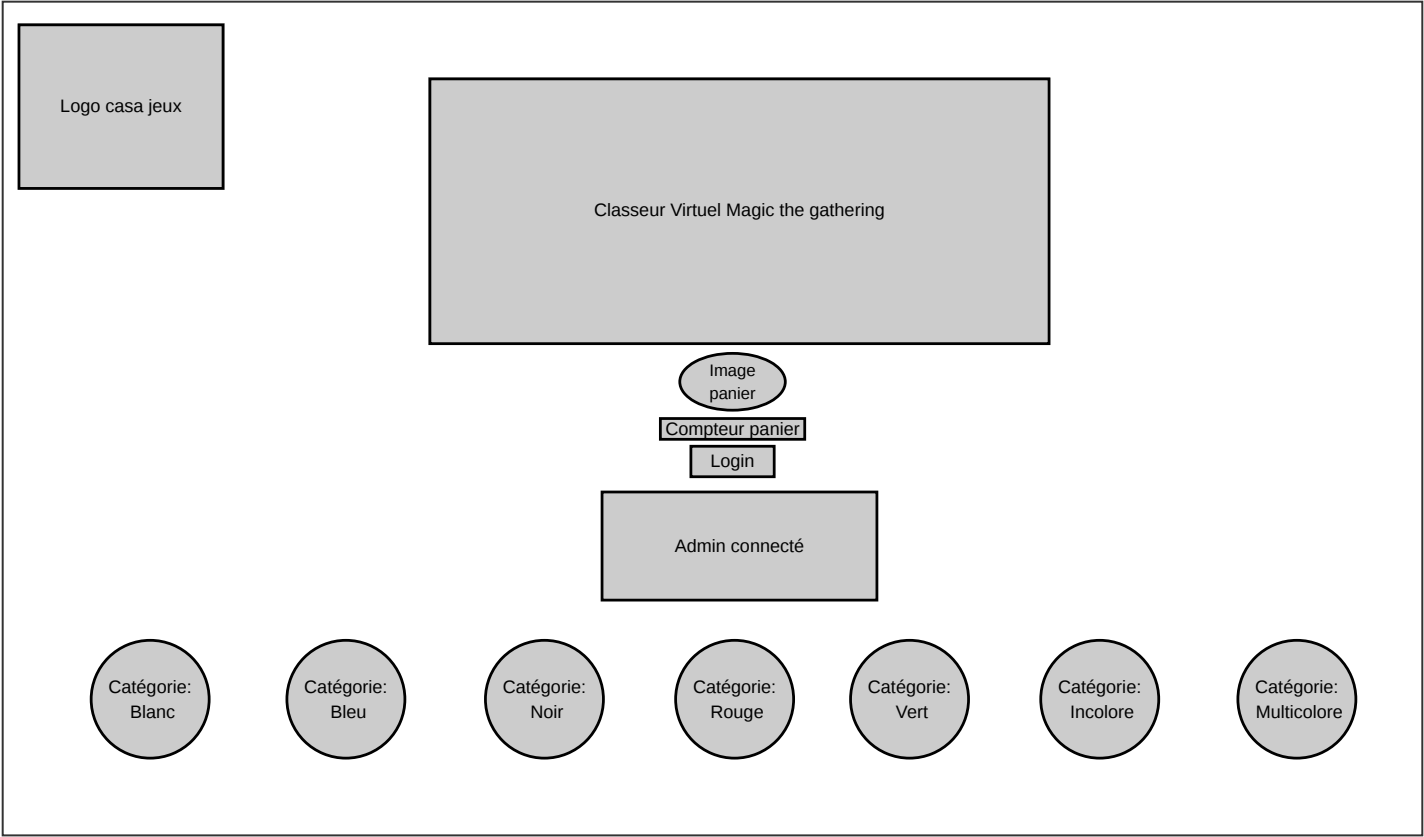 Logo casa jeux
Classeur Virtuel Magic the gathering
Image
panier
Compteur panier
Login
Admin connecté
Catégorie:
Blanc
Catégorie:
Bleu
Catégorie:
Noir
Catégorie:
Rouge
Catégorie:
Vert
Catégorie:
Incolore
Catégorie:
Multicolore